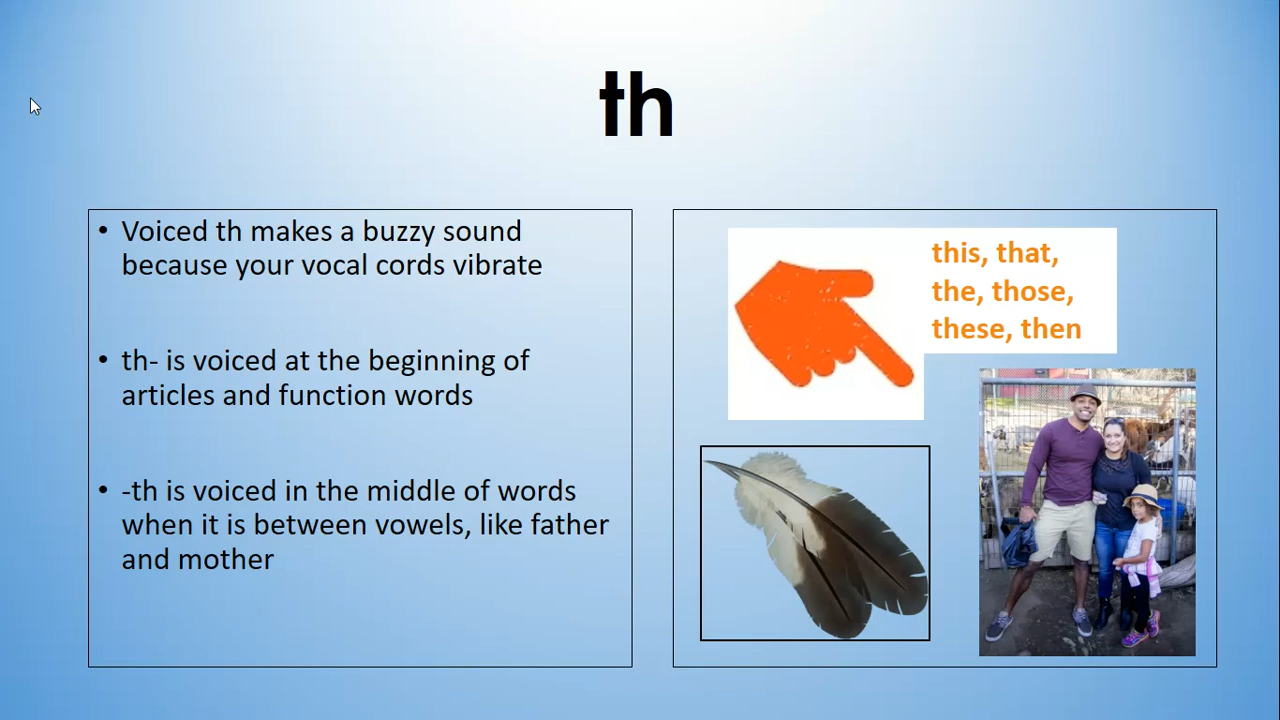 th
• Voiced th makes a buzzy sound
because your vocal cords vibrate
• th- is voiced at the beginning of
articles and function words
• -th is voiced in the middle of words
when it is between vowels, like father
and mother
this, that,
the, those,
these, then